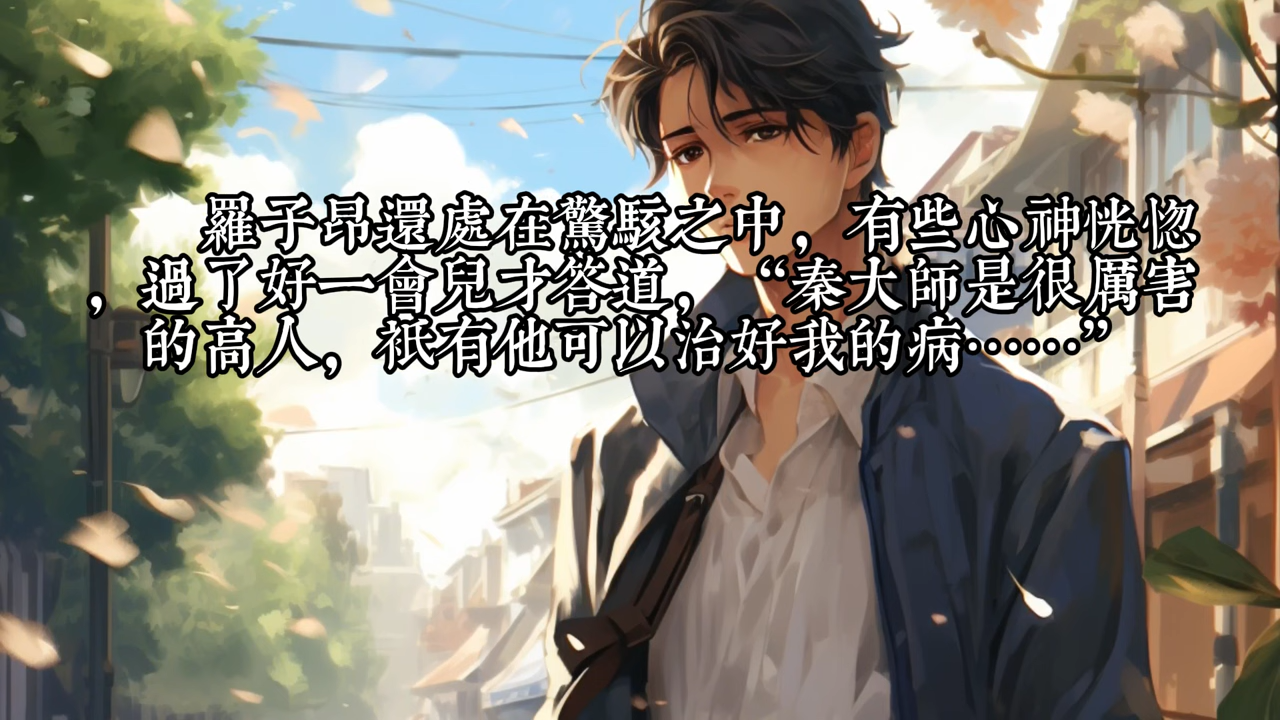 羅子昂還處在驚駭之中，有些心神恍惚
，過了好一會兒才答道，“秦大師是很厲害
的高人，祇有他可以治好我的病……”